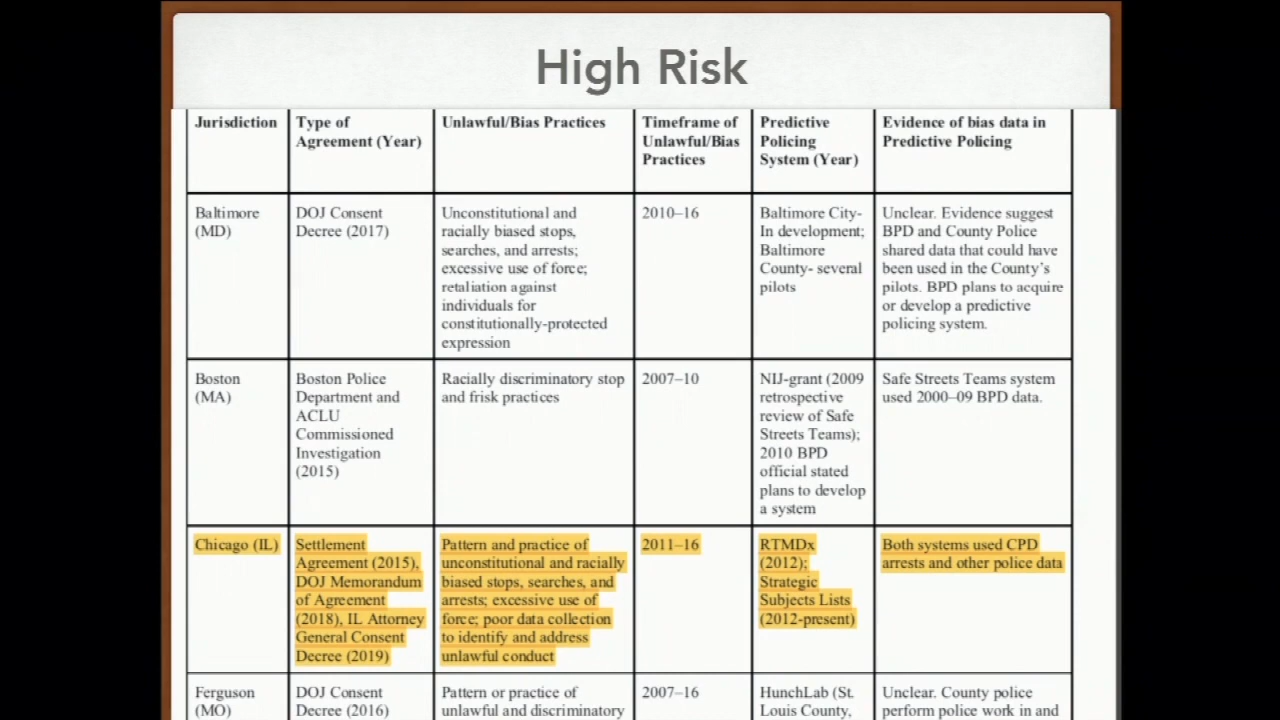 High Risk
Jurisdiction
Type of
Agreement (Year)
Unlawful/Bias Practices
Timeframe of
Unlawful/Bias
Practices
Predictive
Policing
System (Year)
Evidence of bias data in
Predictive Policing
Baltimore
(MD)
DOJ Consent
Decree (2017)
Unconstitutional and
racially biased stops,
searches, and arrests;
excessive use of force;
retaliation against
individuals for
constitutionally-protected
expression
2010–16
Baltimore City-
In development;
Baltimore
County- several
pilots
Unclear. Evidence suggest
BPD and County Police
shared data that could have
been used in the County's
pilots. BPD plans to acquire
or develop a predictive
policing system.
Boston
(MA)
Boston Police
Department and
ACLU
Commissioned
Investigation
(2015)
Racially discriminatory stop
and frisk practices
2007–10
NIJ-grant (2009
retrospective
review of Safe
Streets Teams);
2010 BPD
official stated
plans to develop
a system
Safe Streets Teams system
used 2000–09 BPD data.
Chicago (IL)
Settlement
Agreement (2015),
DOJ Memorandum
of Agreement
(2018), IL Attorney
General Consent
Decree (2019)
Pattern and practice of
unconstitutional and racially
biased stops, searches, and
arrests; excessive use of
force; poor data collection
to identify and address
unlawful conduct
2011–16
RTMDx
(2012);
Strategic
Subjects Lists
(2012-present)
Both systems used CPD
arrests and other police data
Ferguson
(MO)
DOJ Consent
Decree (2016)
Pattern or practice of
unlawful and discriminatory
2007–16
HunchLab (St.
Louis County,
Unclear. County police
perform police work in and